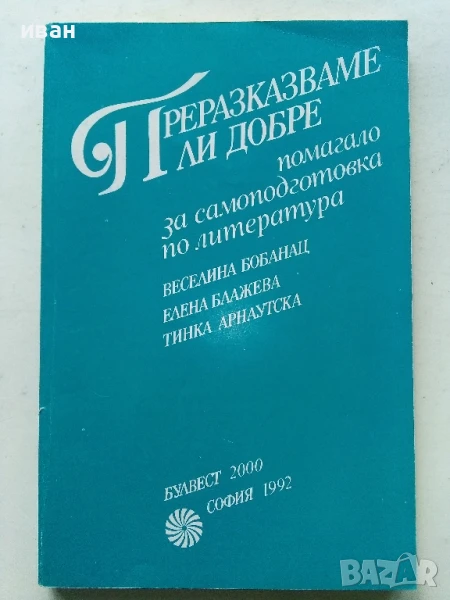 иван
ПРЕРАЗКАЗВАМЕ
ЛИ ДОБРЕ
помагало
за самоподготовка
по литература
ВЕСЕЛИНА БОБАНАЦ
ЕЛЕНА БЛАЖЕВА
ТИНКА АРНАУТСКА
БУЛВЕСТ 2000
СОФИЯ 1992
BAZAR